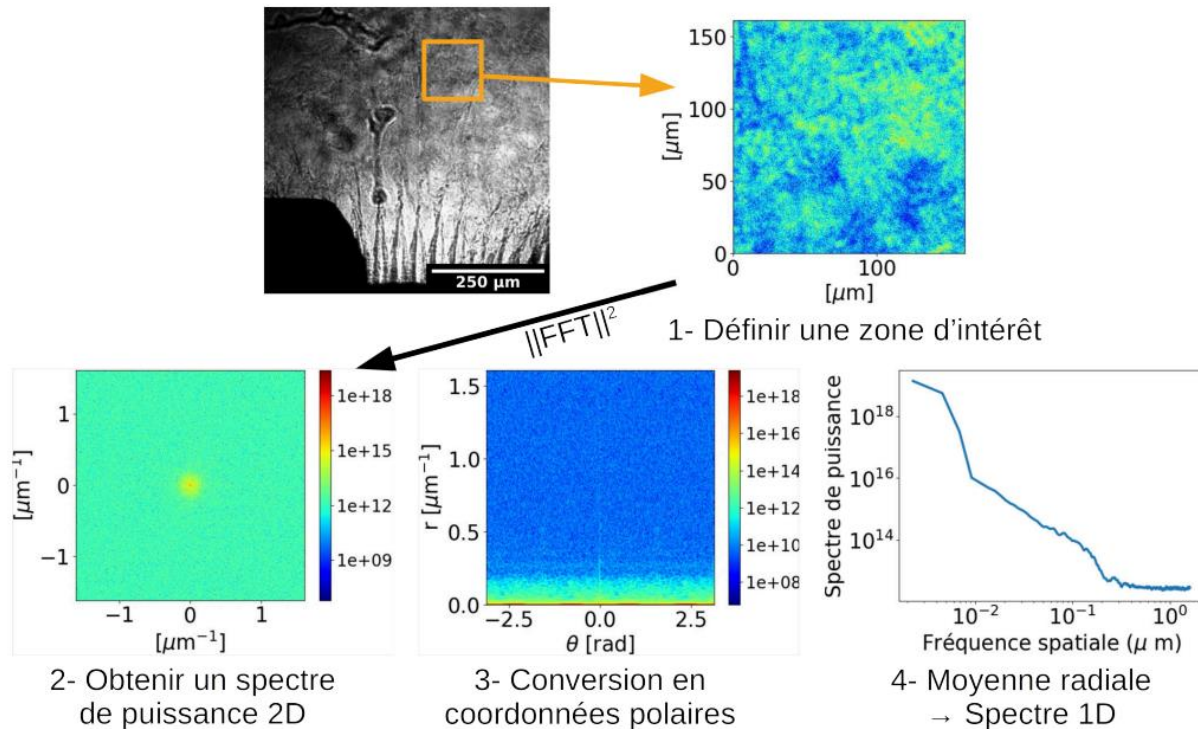 250 µm
150
100
50
0
[µm]
0
100
[µm]
1- Définir une zone d’intérêt
||FFT||²
1
0
−1
[µm⁻¹]
−1
0
1
[µm⁻¹]
1e+18
1e+15
1e+12
1e+09
2- Obtenir un spectre
de puissance 2D
1.5
1.0
0.5
0.0
r [µm⁻¹]
−2.5
0.0
2.5
θ [rad]
1e+18
1e+16
1e+14
1e+12
1e+10
1e+08
3- Conversion en
coordonnées polaires
10¹⁸
10¹⁶
10¹⁴
Spectre de puissance
10⁻²
10⁻¹
10⁰
Fréquence spatiale (µ m)
4- Moyenne radiale
→ Spectre 1D